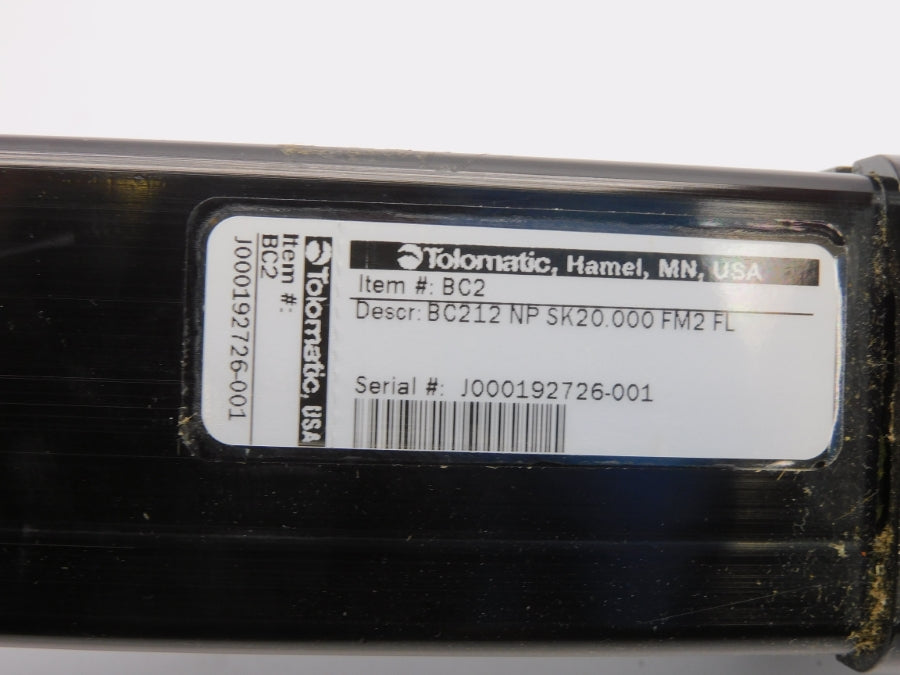 Tolomatic, Hamel, MN, USA
Item #: BC2
Descr: BC212 NP SK20.000 FM2 FL
Serial #: J000192726-001
Tolomatic, USA
Item #:
BC2
J000192726-001